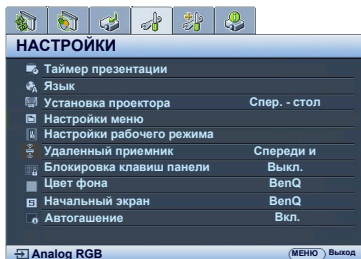 НАСТРОЙКИ
Таймер презентации
Язык
Установка проектора Спер. - стол
Настройки меню
Настройки рабочего режима
Удаленный приемник Спереди и
Блокировка клавиш панели Выкл.
Цвет фона BenQ
Начальный экран BenQ
Автогашение Вкл.
Analog RGB МЕНЮ Выход